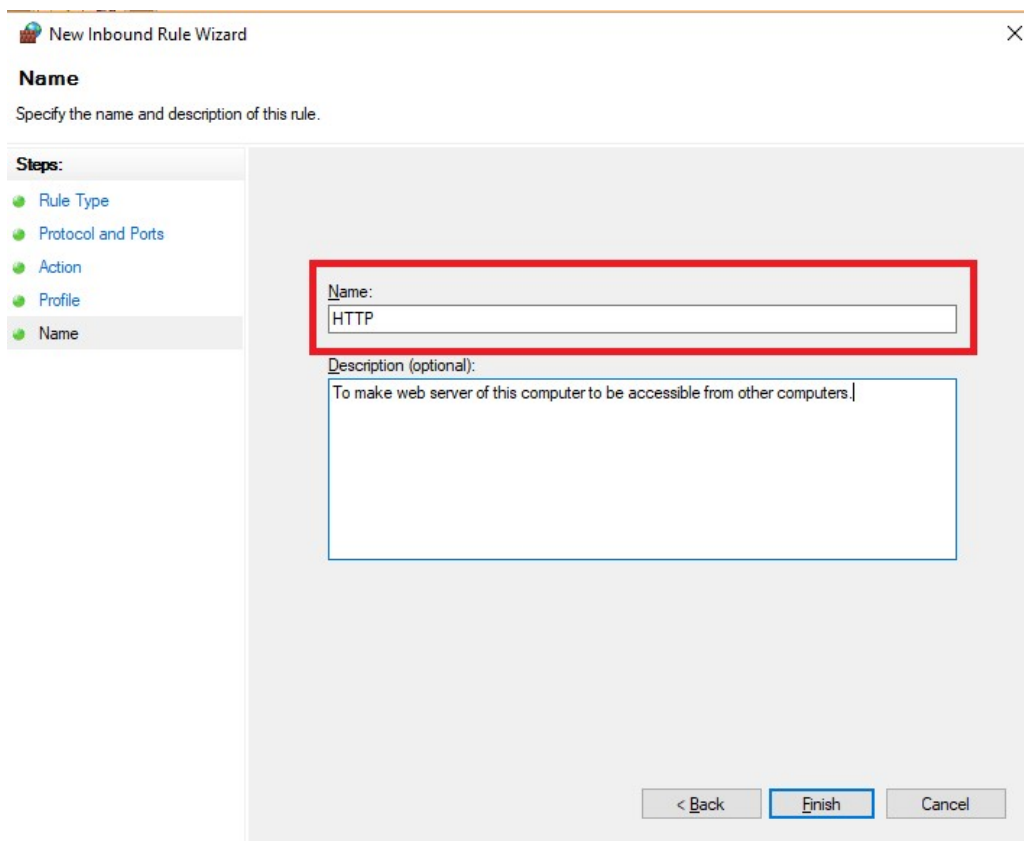 New Inbound Rule Wizard
Name
Specify the name and description of this rule.
Steps:
Rule Type
Protocol and Ports
Action
Profile
Name
Name:
HTTP
Description (optional):
To make web server of this computer to be accessible from other computers.
< Back
Finish
Cancel